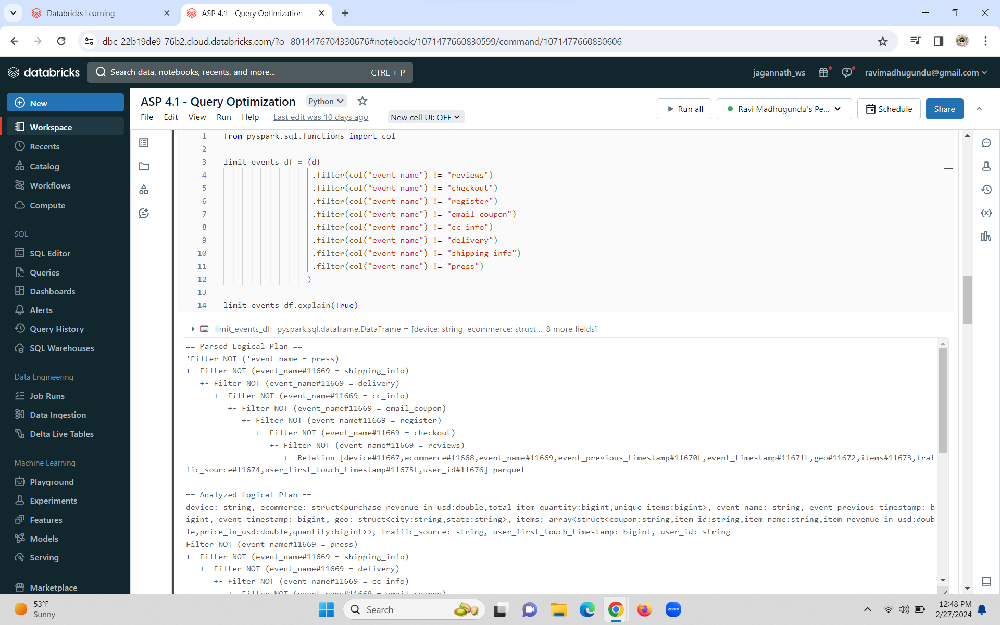 Databricks Learning
ASP 4.1 - Query Optimization -
dbc-22b19de9-76b2.cloud.databricks.com/?o=8014476704330676#notebook/1071477660830599/command/1071477660830606
databricks
Search data, notebooks, recents, and more...
CTRL + P
jagannath_ws
ravimadhugundu@gmail.com
New
Workspace
Recents
Catalog
Workflows
Compute
SQL
SQL Editor
Queries
Dashboards
Alerts
Query History
SQL Warehouses
Data Engineering
Job Runs
Data Ingestion
Delta Live Tables
Machine Learning
Playground
Experiments
Features
Models
Serving
Marketplace
ASP 4.1 - Query Optimization
Python
File Edit View Run Help
Last edit was 10 days ago
New cell UI: OFF
Run all
Ravi Madhugundu's Pe...
Schedule
Share
1 from pyspark.sql.functions import col
2
3 limit_events_df = (df
4 .filter(col("event_name") != "reviews")
5 .filter(col("event_name") != "checkout")
6 .filter(col("event_name") != "register")
7 .filter(col("event_name") != "email_coupon")
8 .filter(col("event_name") != "cc_info")
9 .filter(col("event_name") != "delivery")
10 .filter(col("event_name") != "shipping_info")
11 .filter(col("event_name") != "press")
12 )
13
14 limit_events_df.explain(True)
limit_events_df: pyspark.sql.dataframe.DataFrame = [device: string, ecommerce: struct ... 8 more fields]
== Parsed Logical Plan ==
'Filter NOT ('event_name = press)
+- Filter NOT (event_name#11669 = shipping_info)
+- Filter NOT (event_name#11669 = delivery)
+- Filter NOT (event_name#11669 = cc_info)
+- Filter NOT (event_name#11669 = email_coupon)
+- Filter NOT (event_name#11669 = register)
+- Filter NOT (event_name#11669 = checkout)
+- Filter NOT (event_name#11669 = reviews)
+- Relation [device#11667,ecommerce#11668,event_name#11669,event_previous_timestamp#11670L,event_timestamp#11671L,geo#11672,items#11673,traf
fic_source#11674,user_first_touch_timestamp#11675L,user_id#11676] parquet
== Analyzed Logical Plan ==
device: string, ecommerce: struct<purchase_revenue_in_usd:double,total_item_quantity:bigint,unique_items:bigint>, event_name: string, event_previous_timestamp: b
igint, event_timestamp: bigint, geo: struct<city:string,state:string>, items: array<struct<coupon:string,item_id:string,item_name:string,item_revenue_in_usd:doub
le,price_in_usd:double,quantity:bigint>>, traffic_source: string, user_first_touch_timestamp: bigint, user_id: string
Filter NOT (event_name#11669 = press)
+- Filter NOT (event_name#11669 = shipping_info)
+- Filter NOT (event_name#11669 = delivery)
+- Filter NOT (event_name#11669 = cc_info)
+- Filter NOT (event_name#11669 = email_coupon)
53°F
Sunny
Search
zoom
12:48 PM
2/27/2024